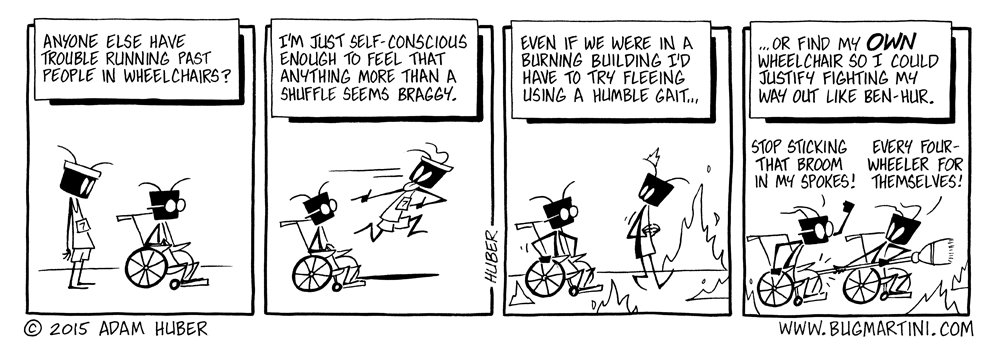 ANYONE ELSE HAVE
TROUBLE RUNNING PAST
PEOPLE IN WHEELCHAIRS?
I'M JUST SELF-CONSCIOUS
ENOUGH TO FEEL THAT
ANYTHING MORE THAN A
SHUFFLE SEEMS BRAGGY.
HUBER
EVEN IF WE WERE IN A
BURNING BUILDING I'D
HAVE TO TRY FLEEING
USING A HUMBLE GAIT...
...OR FIND MY OWN
WHEELCHAIR SO I COULD
JUSTIFY FIGHTING MY
WAY OUT LIKE BEN-HUR.
STOP STICKING
THAT BROOM
IN MY SPOKES!
EVERY FOUR-
WHEELER FOR
THEMSELVES!
© 2015 ADAM HUBER
WWW.BUGMARTINI.COM